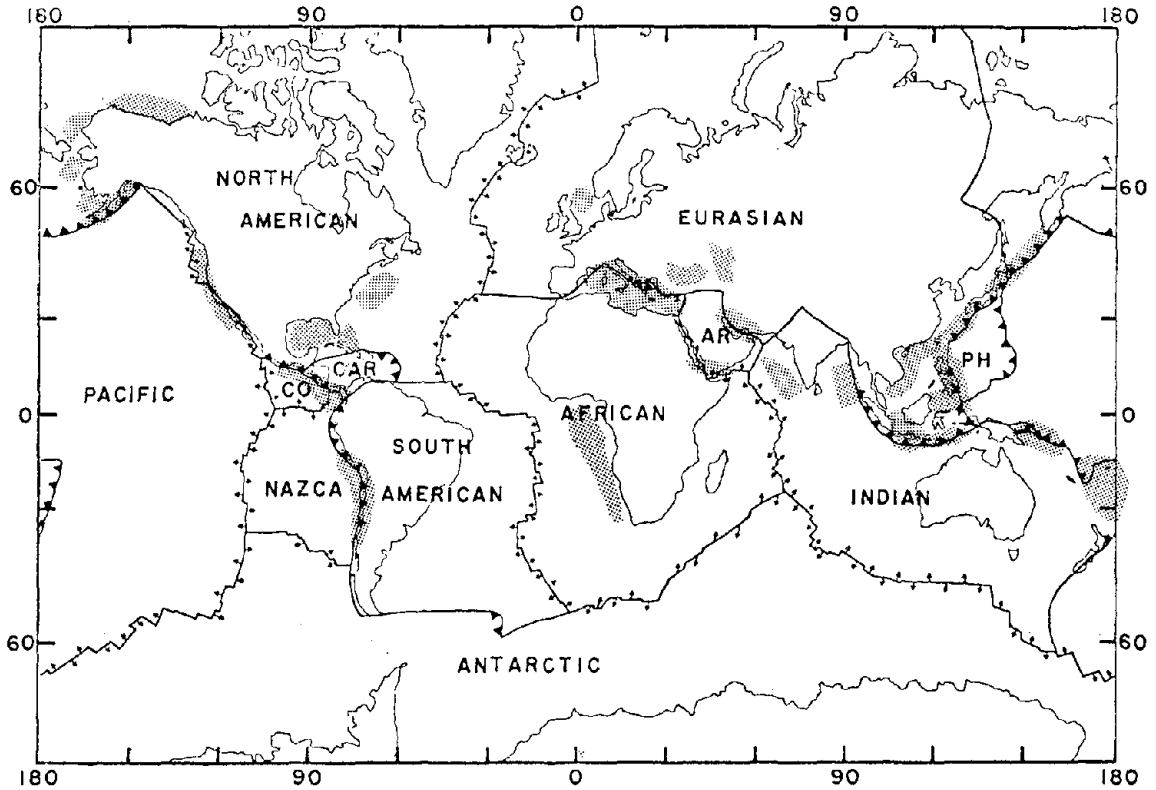 180 90 0 90 180
60 60
NORTH
AMERICAN
EURASIAN
AR
PH
CAR
CO
PACIFIC
0 0
AFRICAN
SOUTH
AMERICAN
NAZCA
INDIAN
60 60
ANTARCTIC
180 90 0 90 180